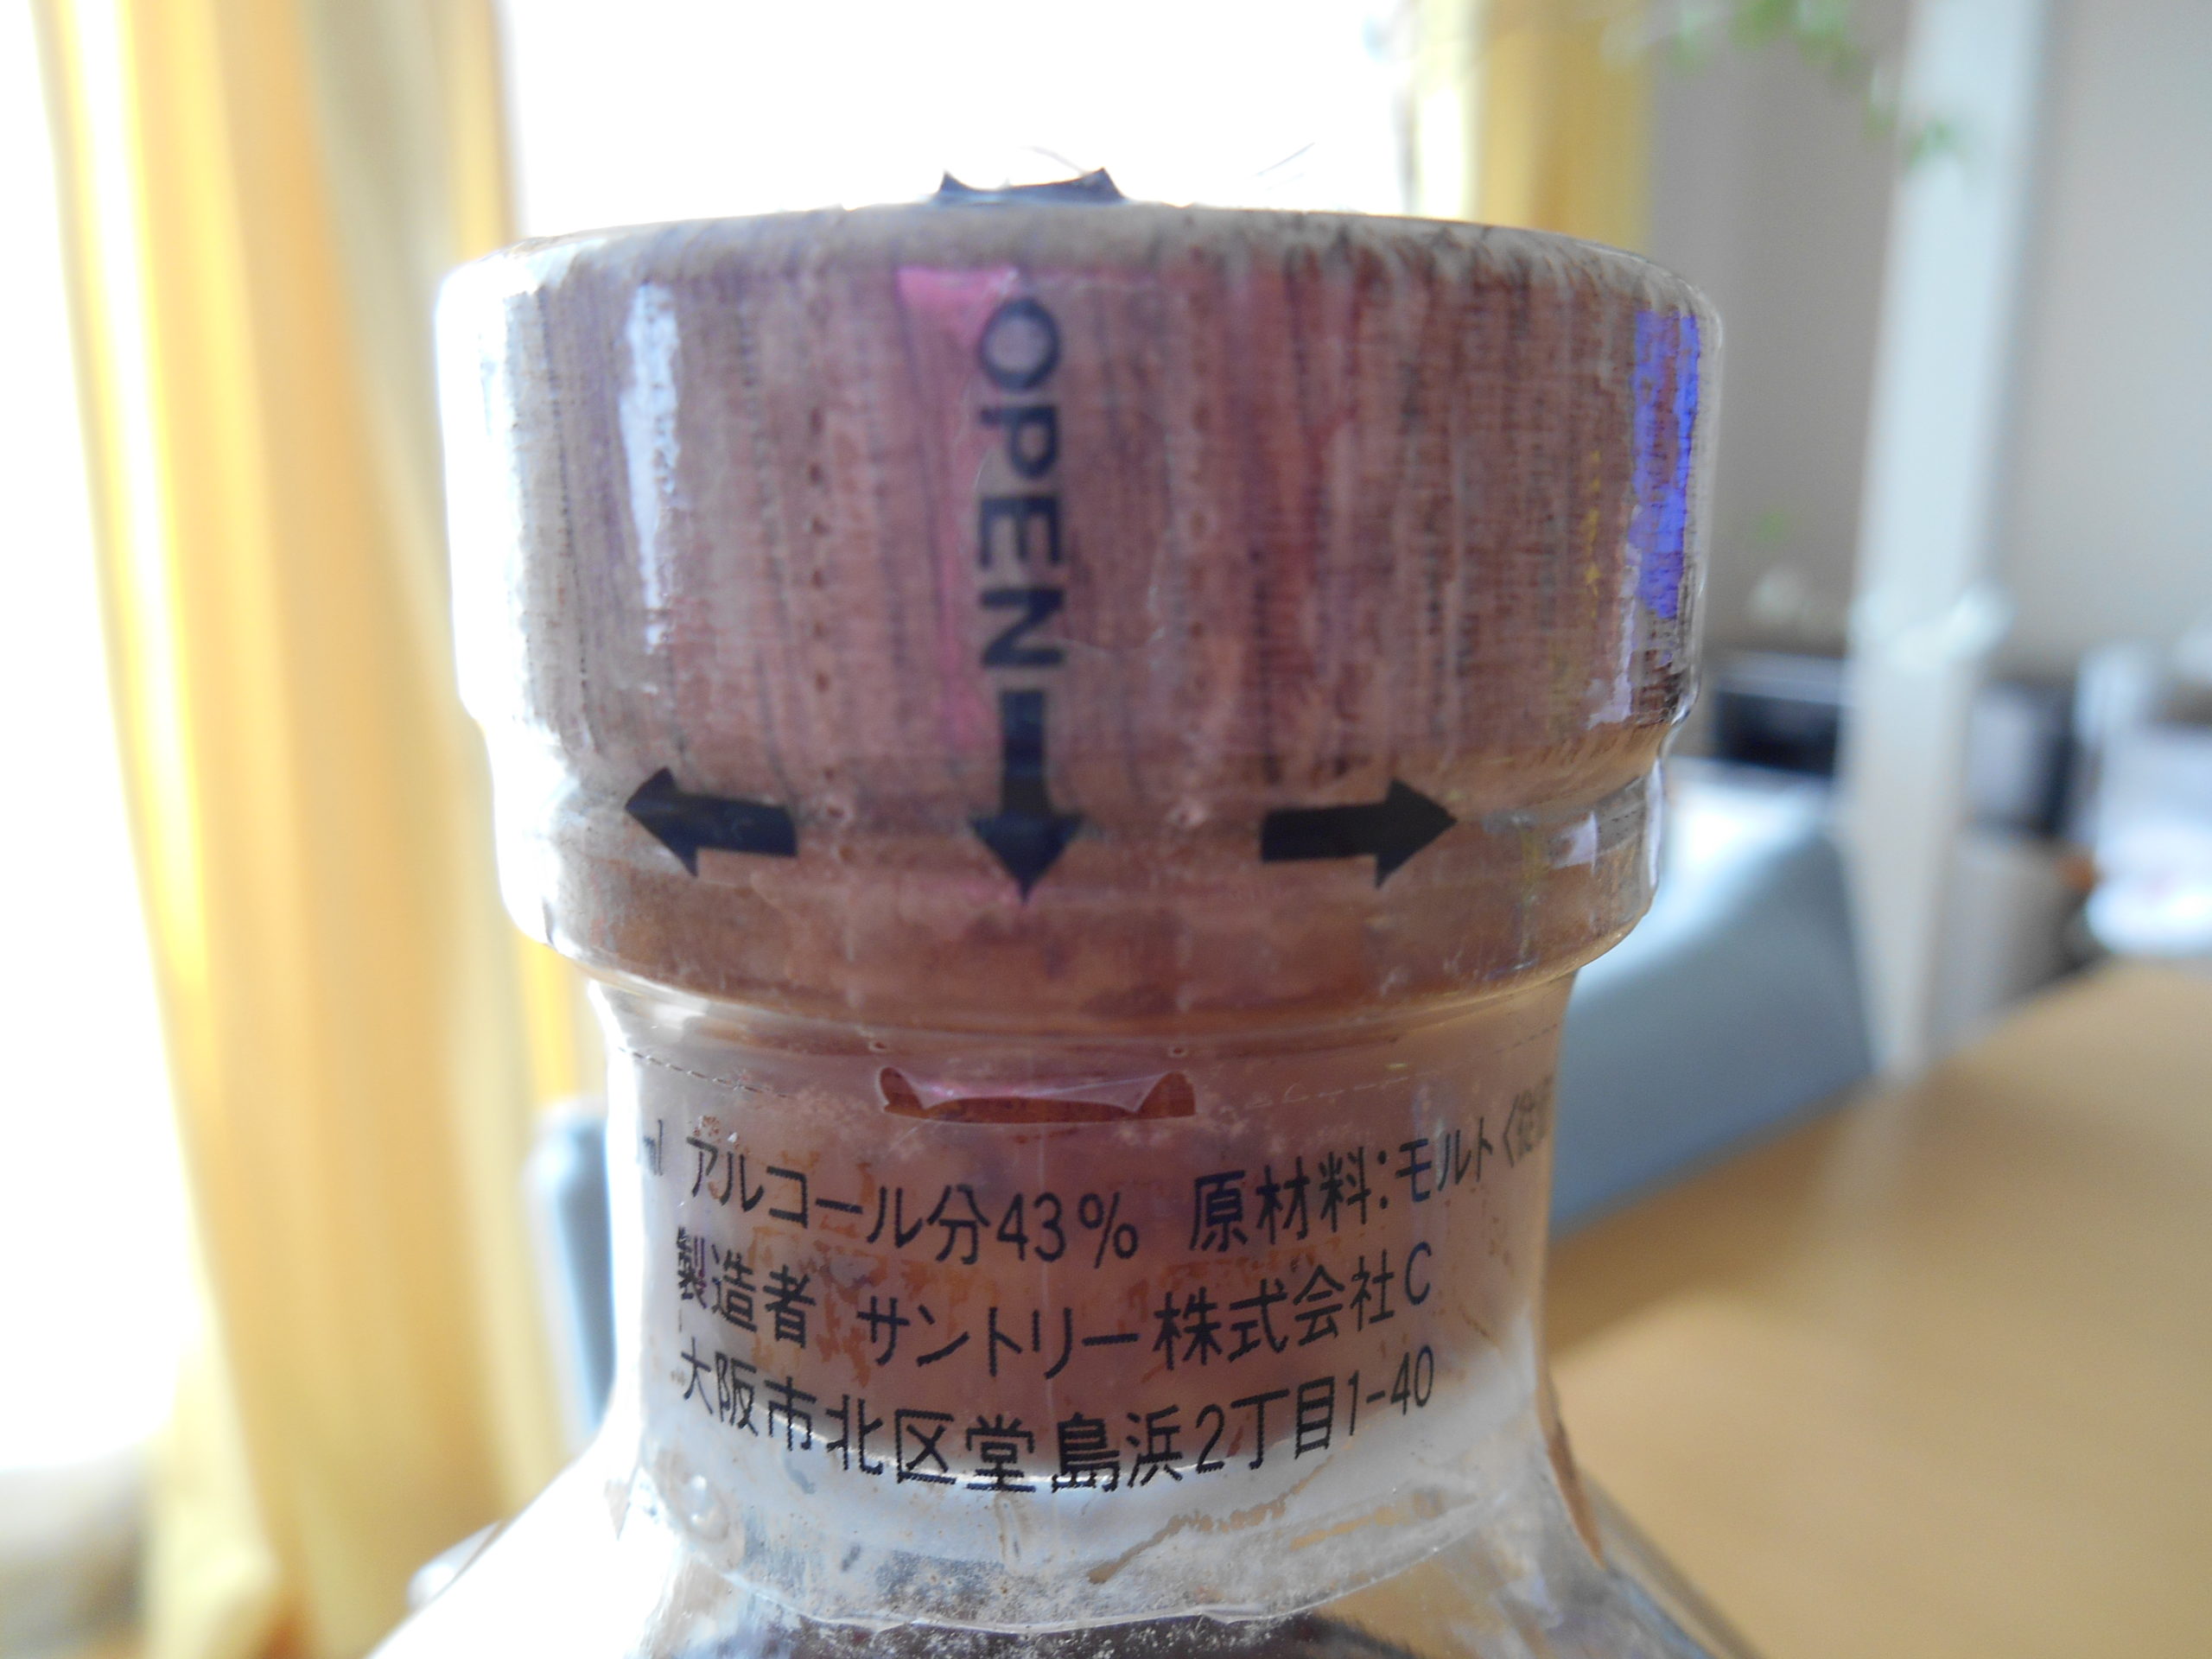 OPEN
ml アルコール分43% 原材料:モルト
製造者 サントリー株式会社C
大阪市北区堂島浜2丁目1-40